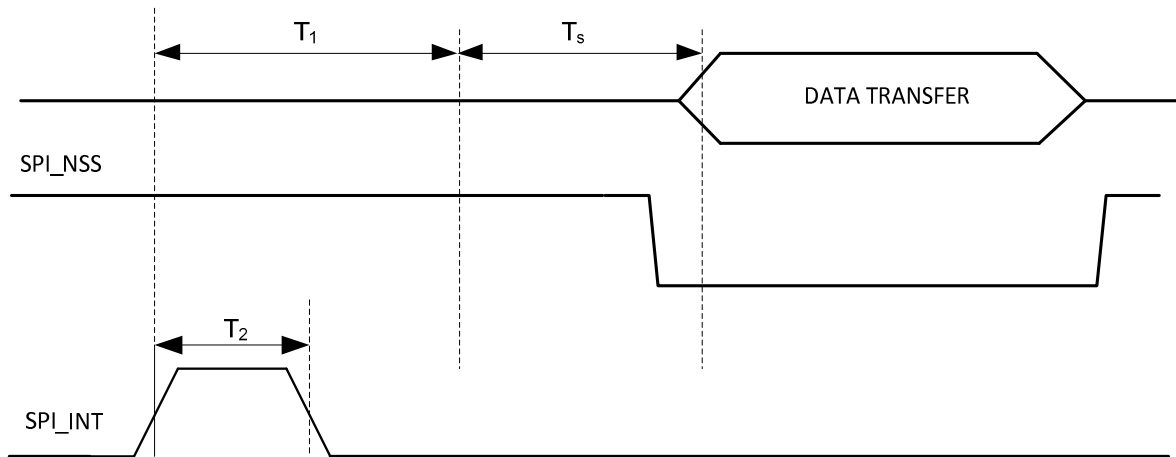 T₁
Tₛ
DATA TRANSFER
SPI_NSS
T₂
SPI_INT